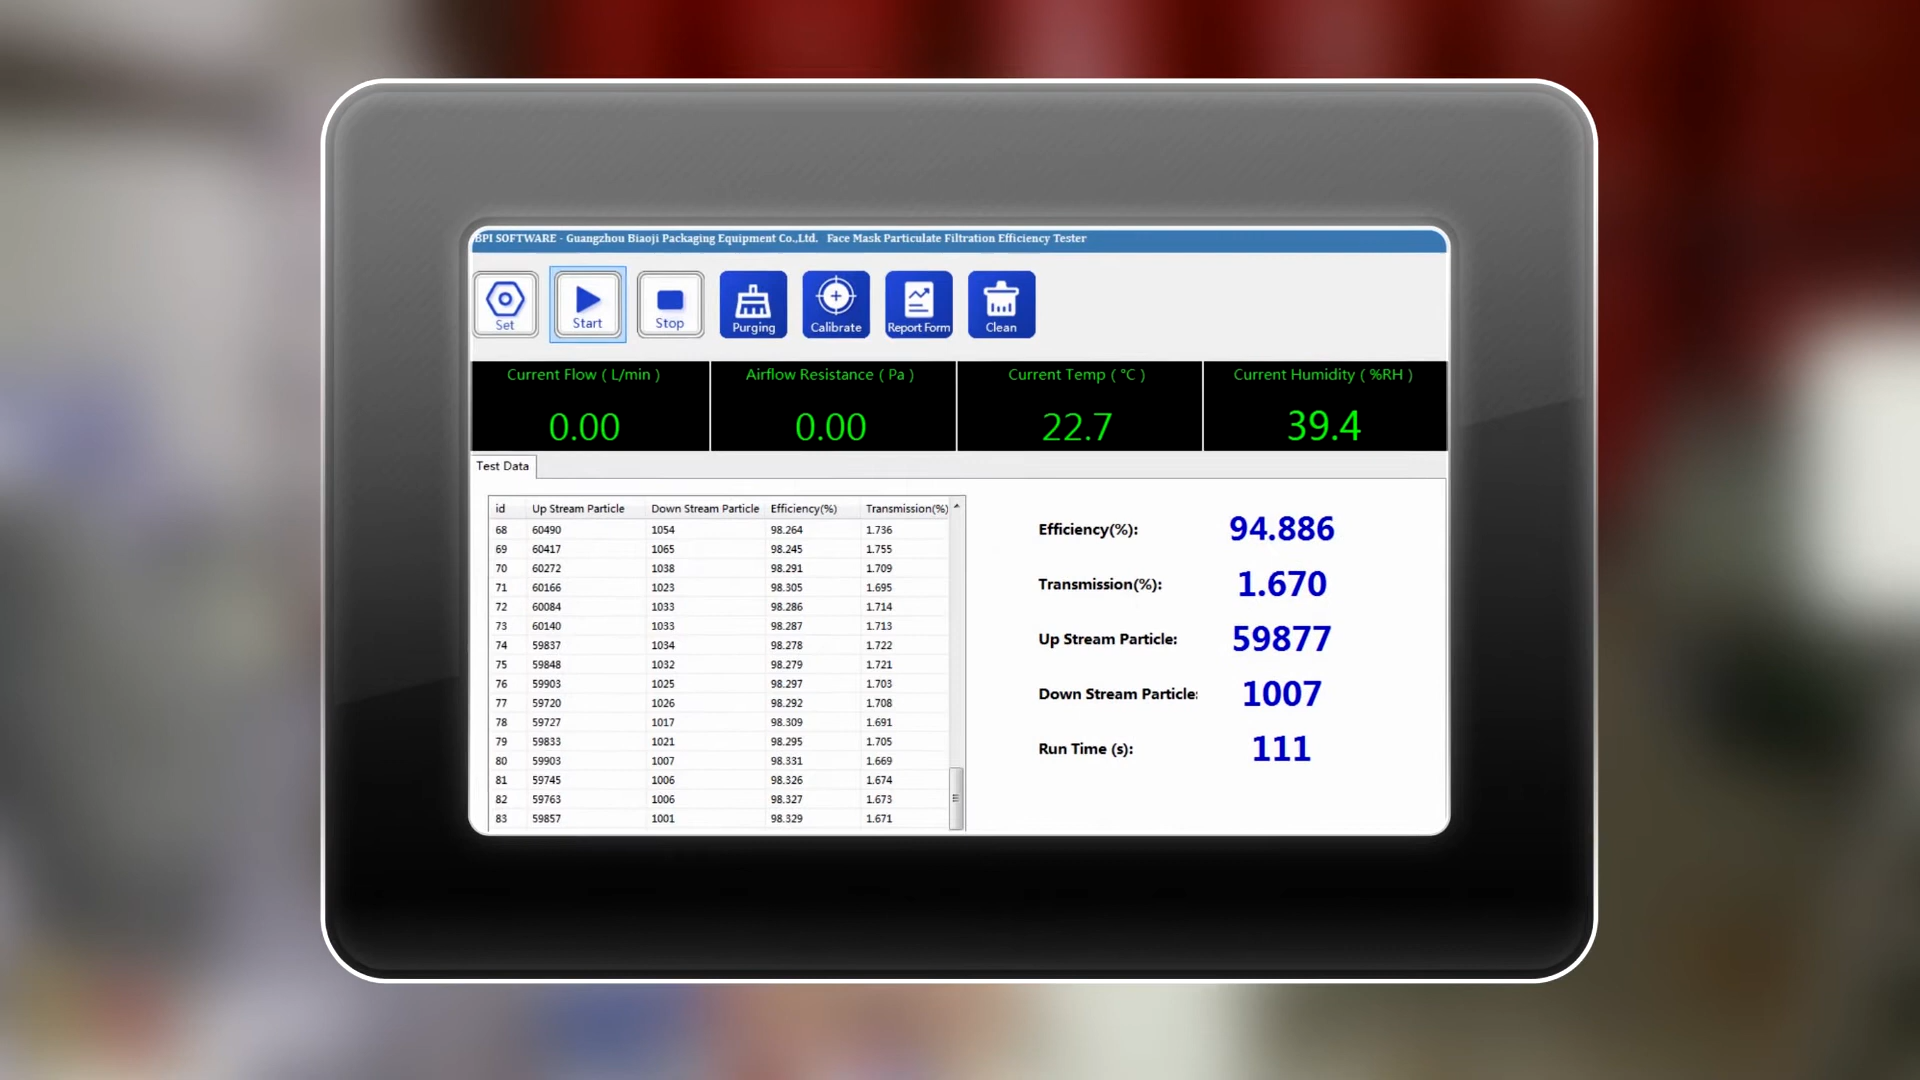 BPI SOFTWARE - Guangzhou Biaoji Packaging Equipment Co.,Ltd. Face Mask Particulate Filtration Efficiency Tester
Set Start Stop Purging Calibrate Report Form Clean
Current Flow ( L/min ) Airflow Resistance ( Pa ) Current Temp ( °C ) Current Humidity ( %RH )
0.00 0.00 22.7 39.4
Test Data
id Up Stream Particle Down Stream Particle Efficiency(%) Transmission(%)
68 60490 1054 98.264 1.736
69 60417 1065 98.245 1.755
70 60272 1038 98.291 1.709
71 60166 1023 98.305 1.695
72 60084 1033 98.286 1.714
73 60140 1033 98.287 1.713
74 59837 1034 98.278 1.722
75 59848 1032 98.279 1.721
76 59903 1025 98.297 1.703
77 59720 1026 98.292 1.708
78 59727 1017 98.309 1.691
79 59833 1021 98.295 1.705
80 59903 1007 98.331 1.669
81 59745 1006 98.326 1.674
82 59763 1006 98.327 1.673
83 59857 1001 98.329 1.671
Efficiency(%): 94.886
Transmission(%): 1.670
Up Stream Particle: 59877
Down Stream Particle: 1007
Run Time (s): 111